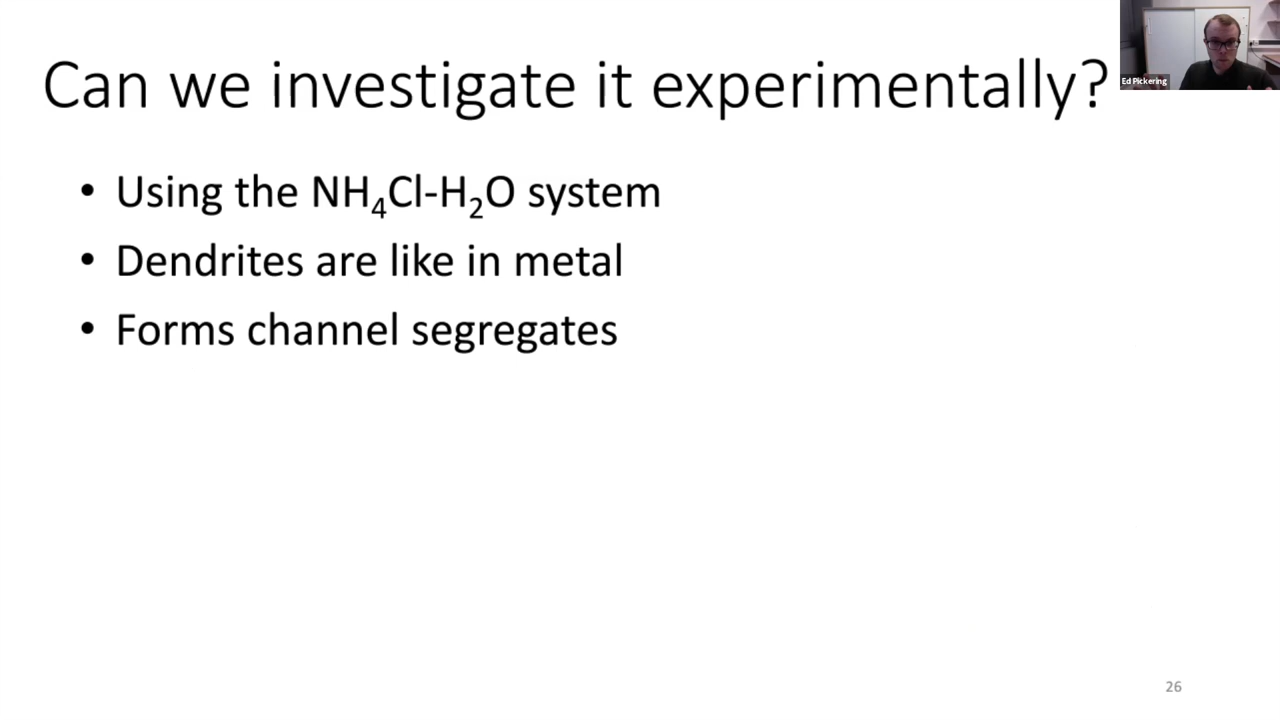 Can we investigate it experimentally?
Ed Pickering
• Using the NH₄Cl-H₂O system
• Dendrites are like in metal
• Forms channel segregates
26